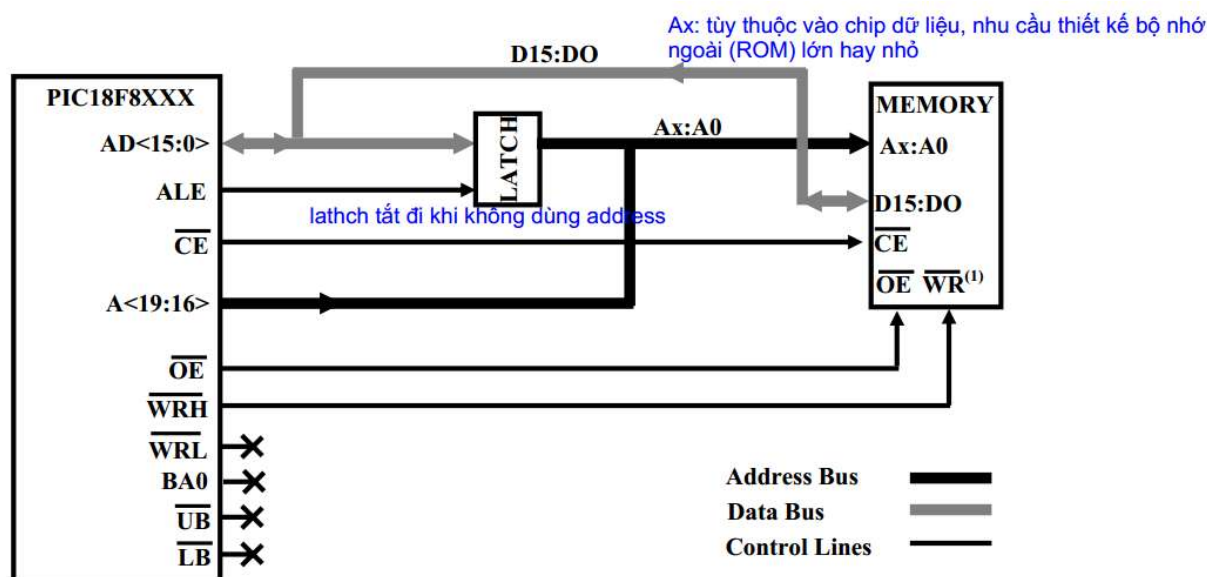 Ax: tùy thuộc vào chip dữ liệu, nhu cầu thiết kế bộ nhớ
ngoài (ROM) lớn hay nhỏ
D15:DO
PIC18F8XXX
MEMORY
AD<15:0>
LATCH
Ax:A0
Ax:A0
ALE
D15:DO
lathch tắt đi khi không dùng address
CE
CE
OE WR(1)
A<19:16>
OE
WRH
WRL
BA0
UB
LB
Address Bus
Data Bus
Control Lines